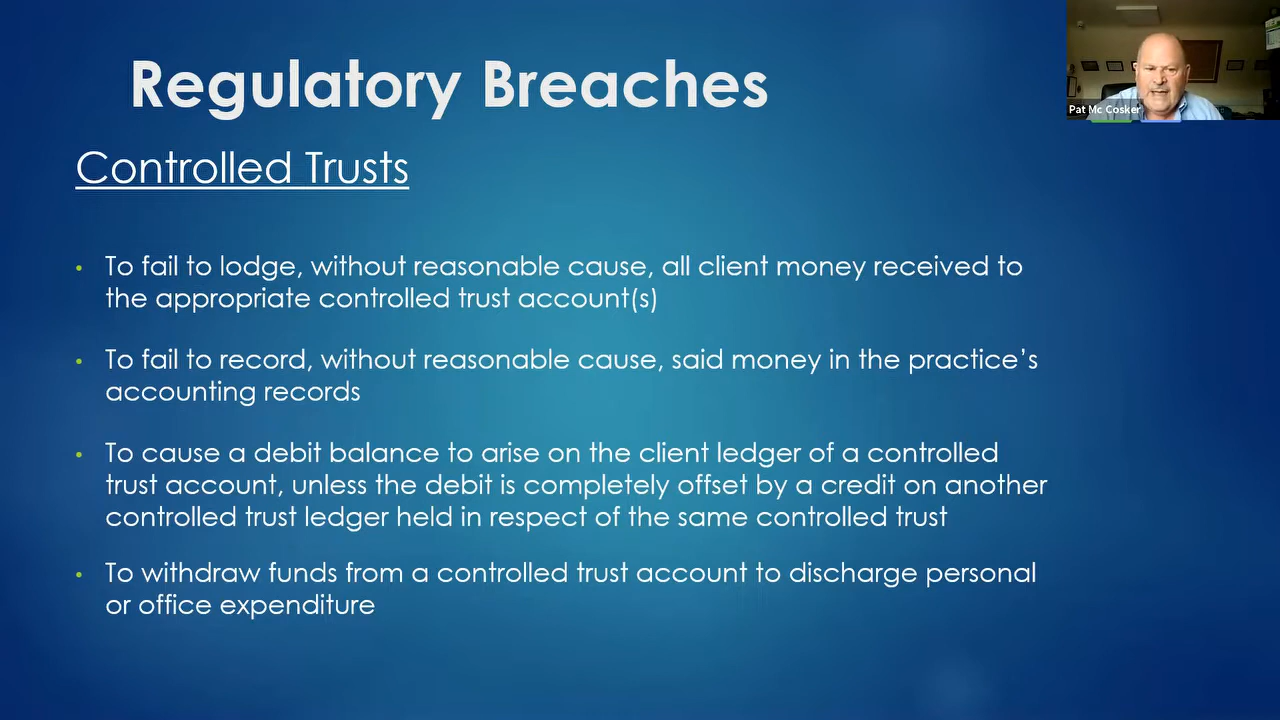 Regulatory Breaches
Pat Mc Cosker
Controlled Trusts
• To fail to lodge, without reasonable cause, all client money received to
the appropriate controlled trust account(s)
• To fail to record, without reasonable cause, said money in the practice’s
accounting records
• To cause a debit balance to arise on the client ledger of a controlled
trust account, unless the debit is completely offset by a credit on another
controlled trust ledger held in respect of the same controlled trust
• To withdraw funds from a controlled trust account to discharge personal
or office expenditure